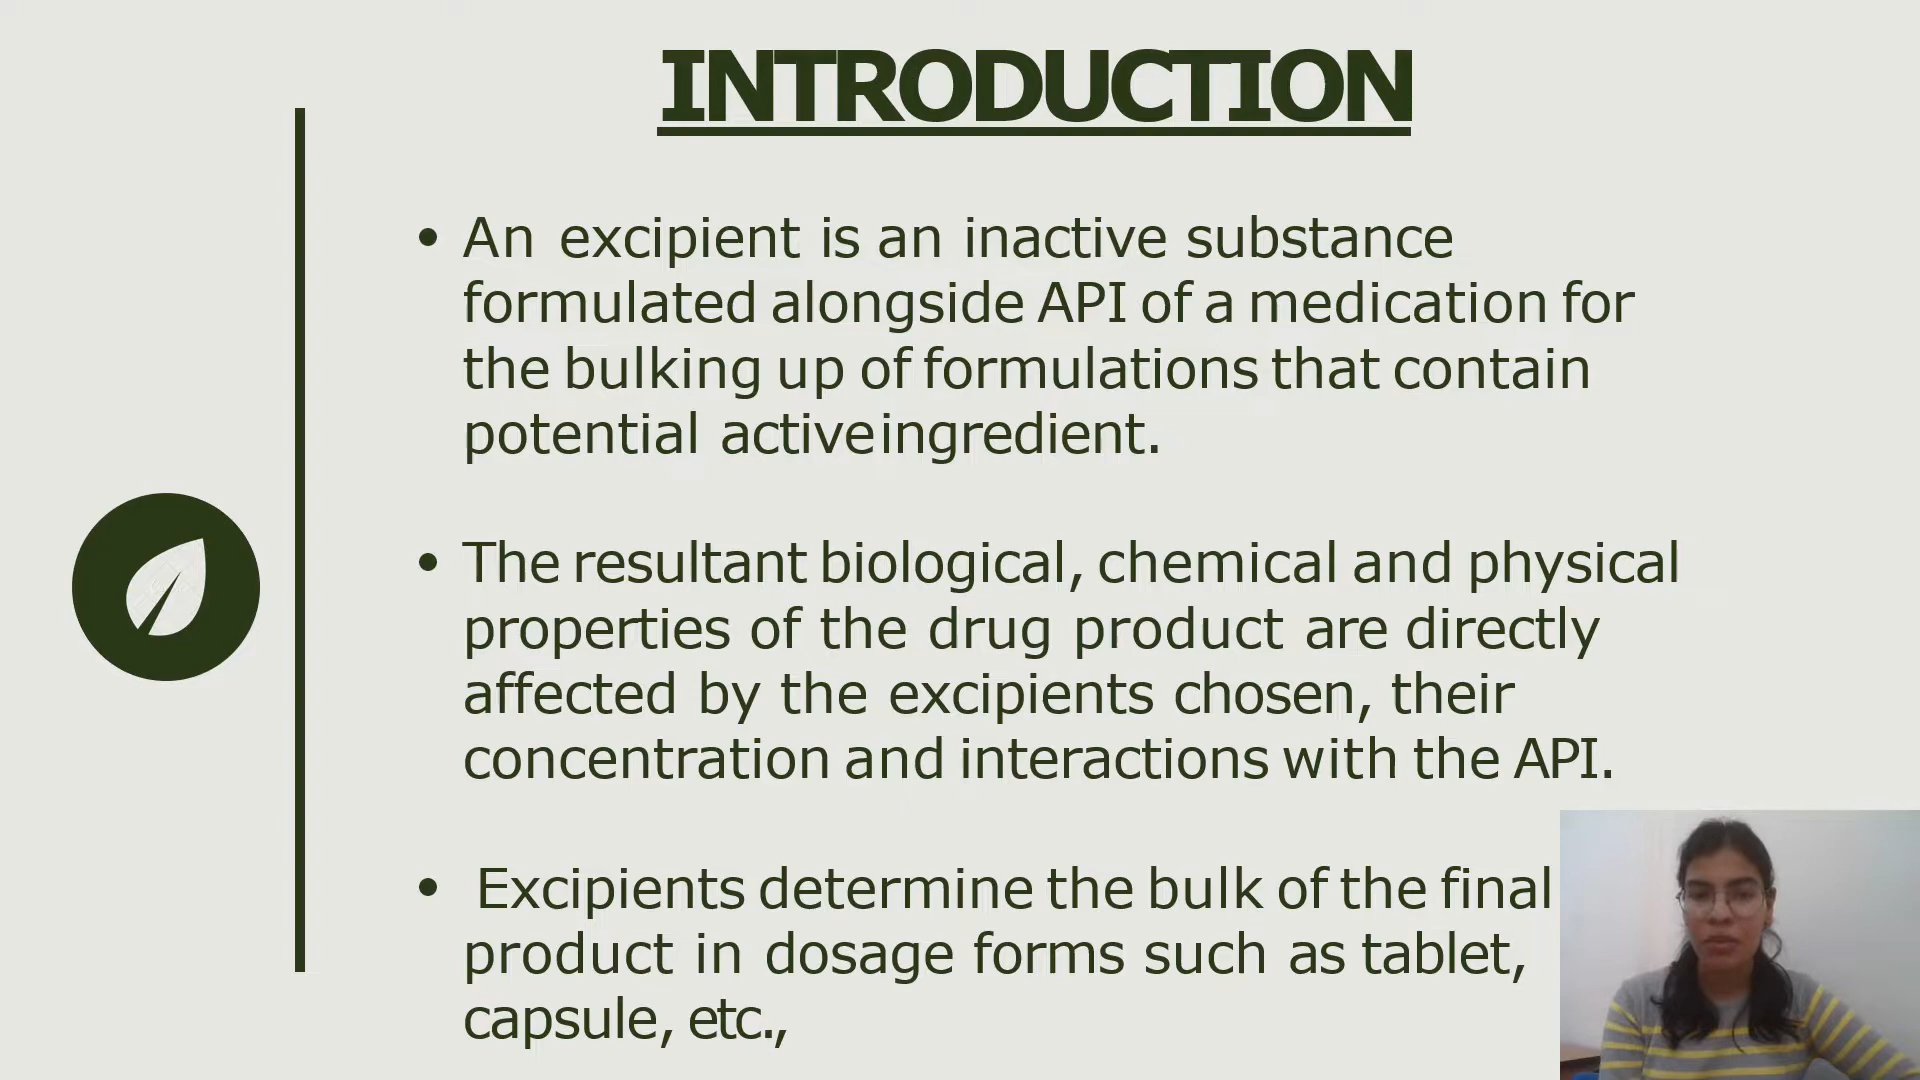 INTRODUCTION
• An excipient is an inactive substance
formulated alongside API of a medication for
the bulking up of formulations that contain
potential active ingredient.
• The resultant biological, chemical and physical
properties of the drug product are directly
affected by the excipients chosen, their
concentration and interactions with the API.
• Excipients determine the bulk of the final
product in dosage forms such as tablet,
capsule, etc.,